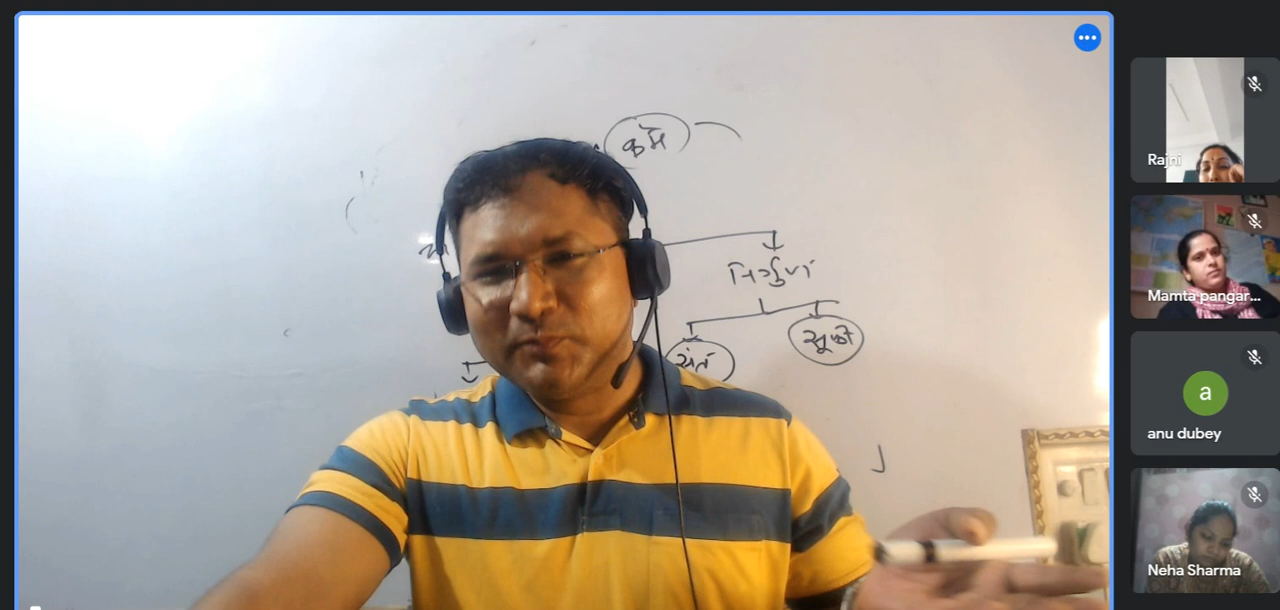 निर्गुण
संत
सूफी
Rajni
Mamta pangar...
a
anu dubey
Neha Sharma